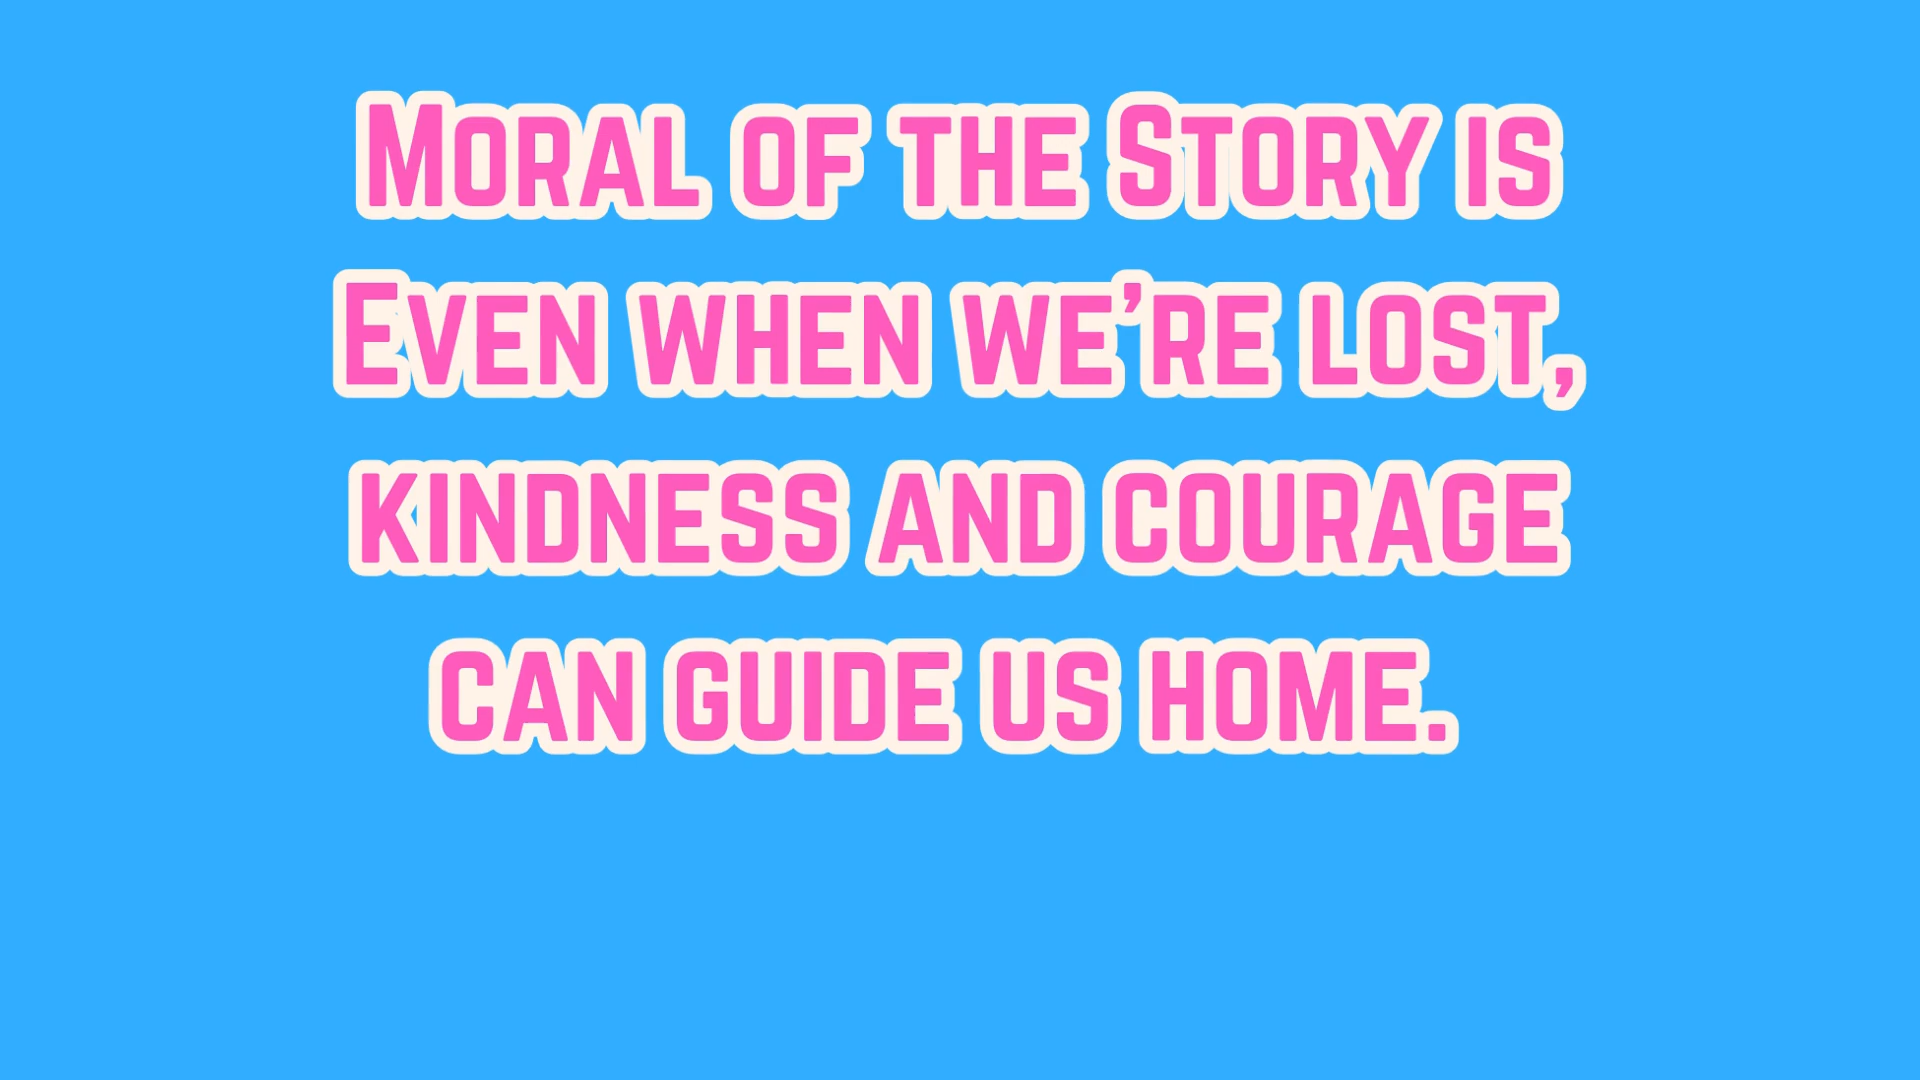 Moral of the Story is
Even when we’re lost,
kindness and courage
can guide us home.